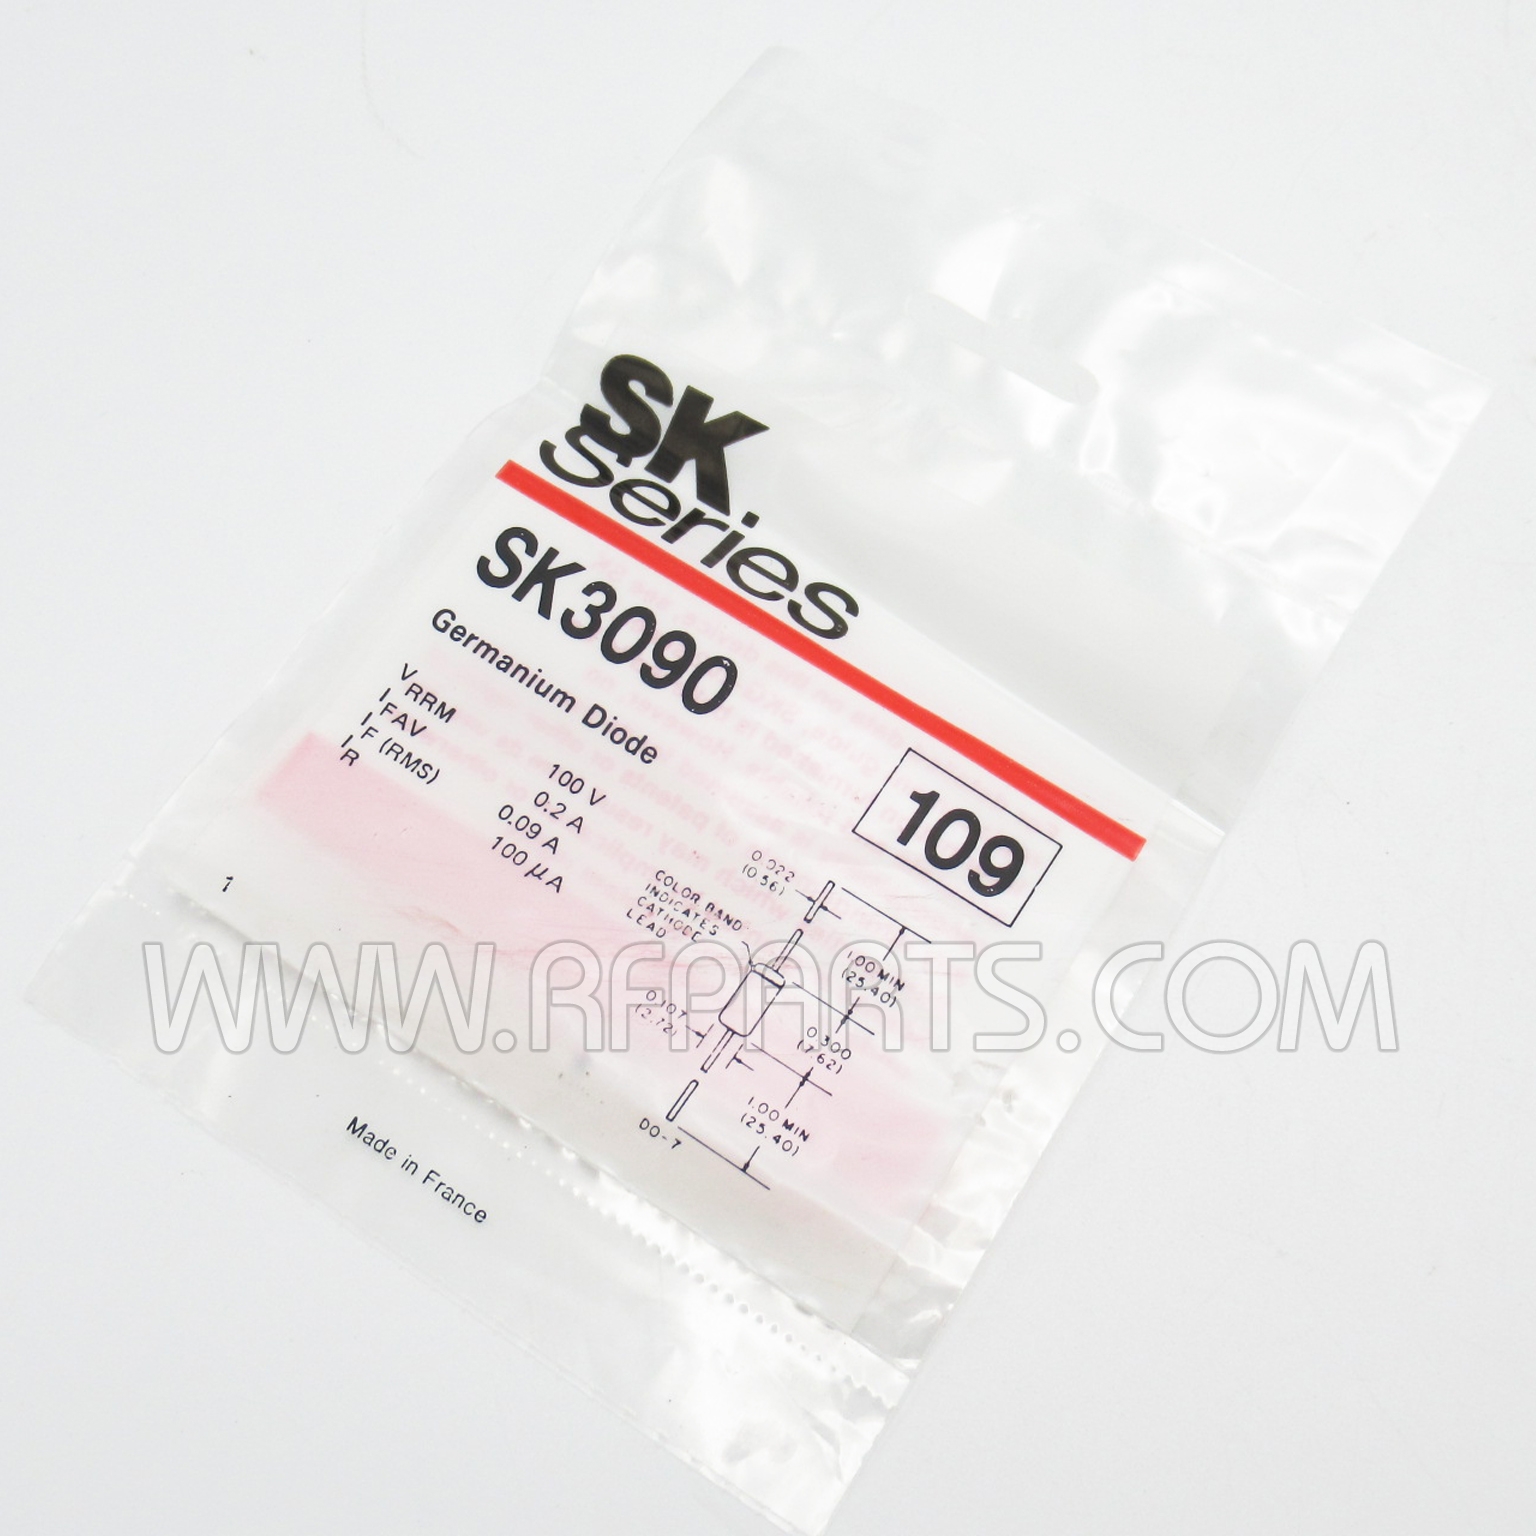 SK
Series
SK3090
Germanium Diode
VRRM 100 V
IFAV 0.2 A
IF (RMS) 0.09 A
IR 100 µA
109
0.022
(0.56)
COLOR BAND
INDICATES
CATHODE
LEAD
1.00 MIN
(25.40)
0.107
(2.72)
0.300
(7.62)
1.00 MIN
(25.40)
DO-7
1
Made in France
WWW.RFPARTS.COM